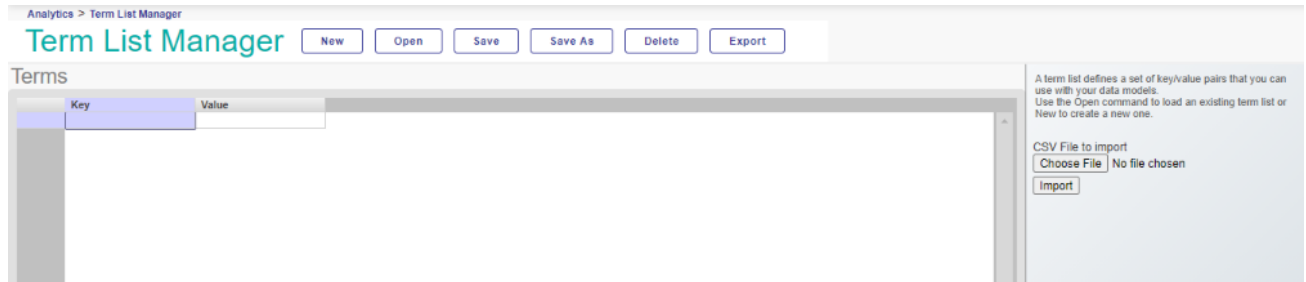 Analytics > Term List Manager
Term List Manager New Open Save Save As Delete Export
Terms
Key Value
A term list defines a set of key/value pairs that you can
use with your data models.
Use the Open command to load an existing term list or
New to create a new one.
CSV File to import
Choose File No file chosen
Import